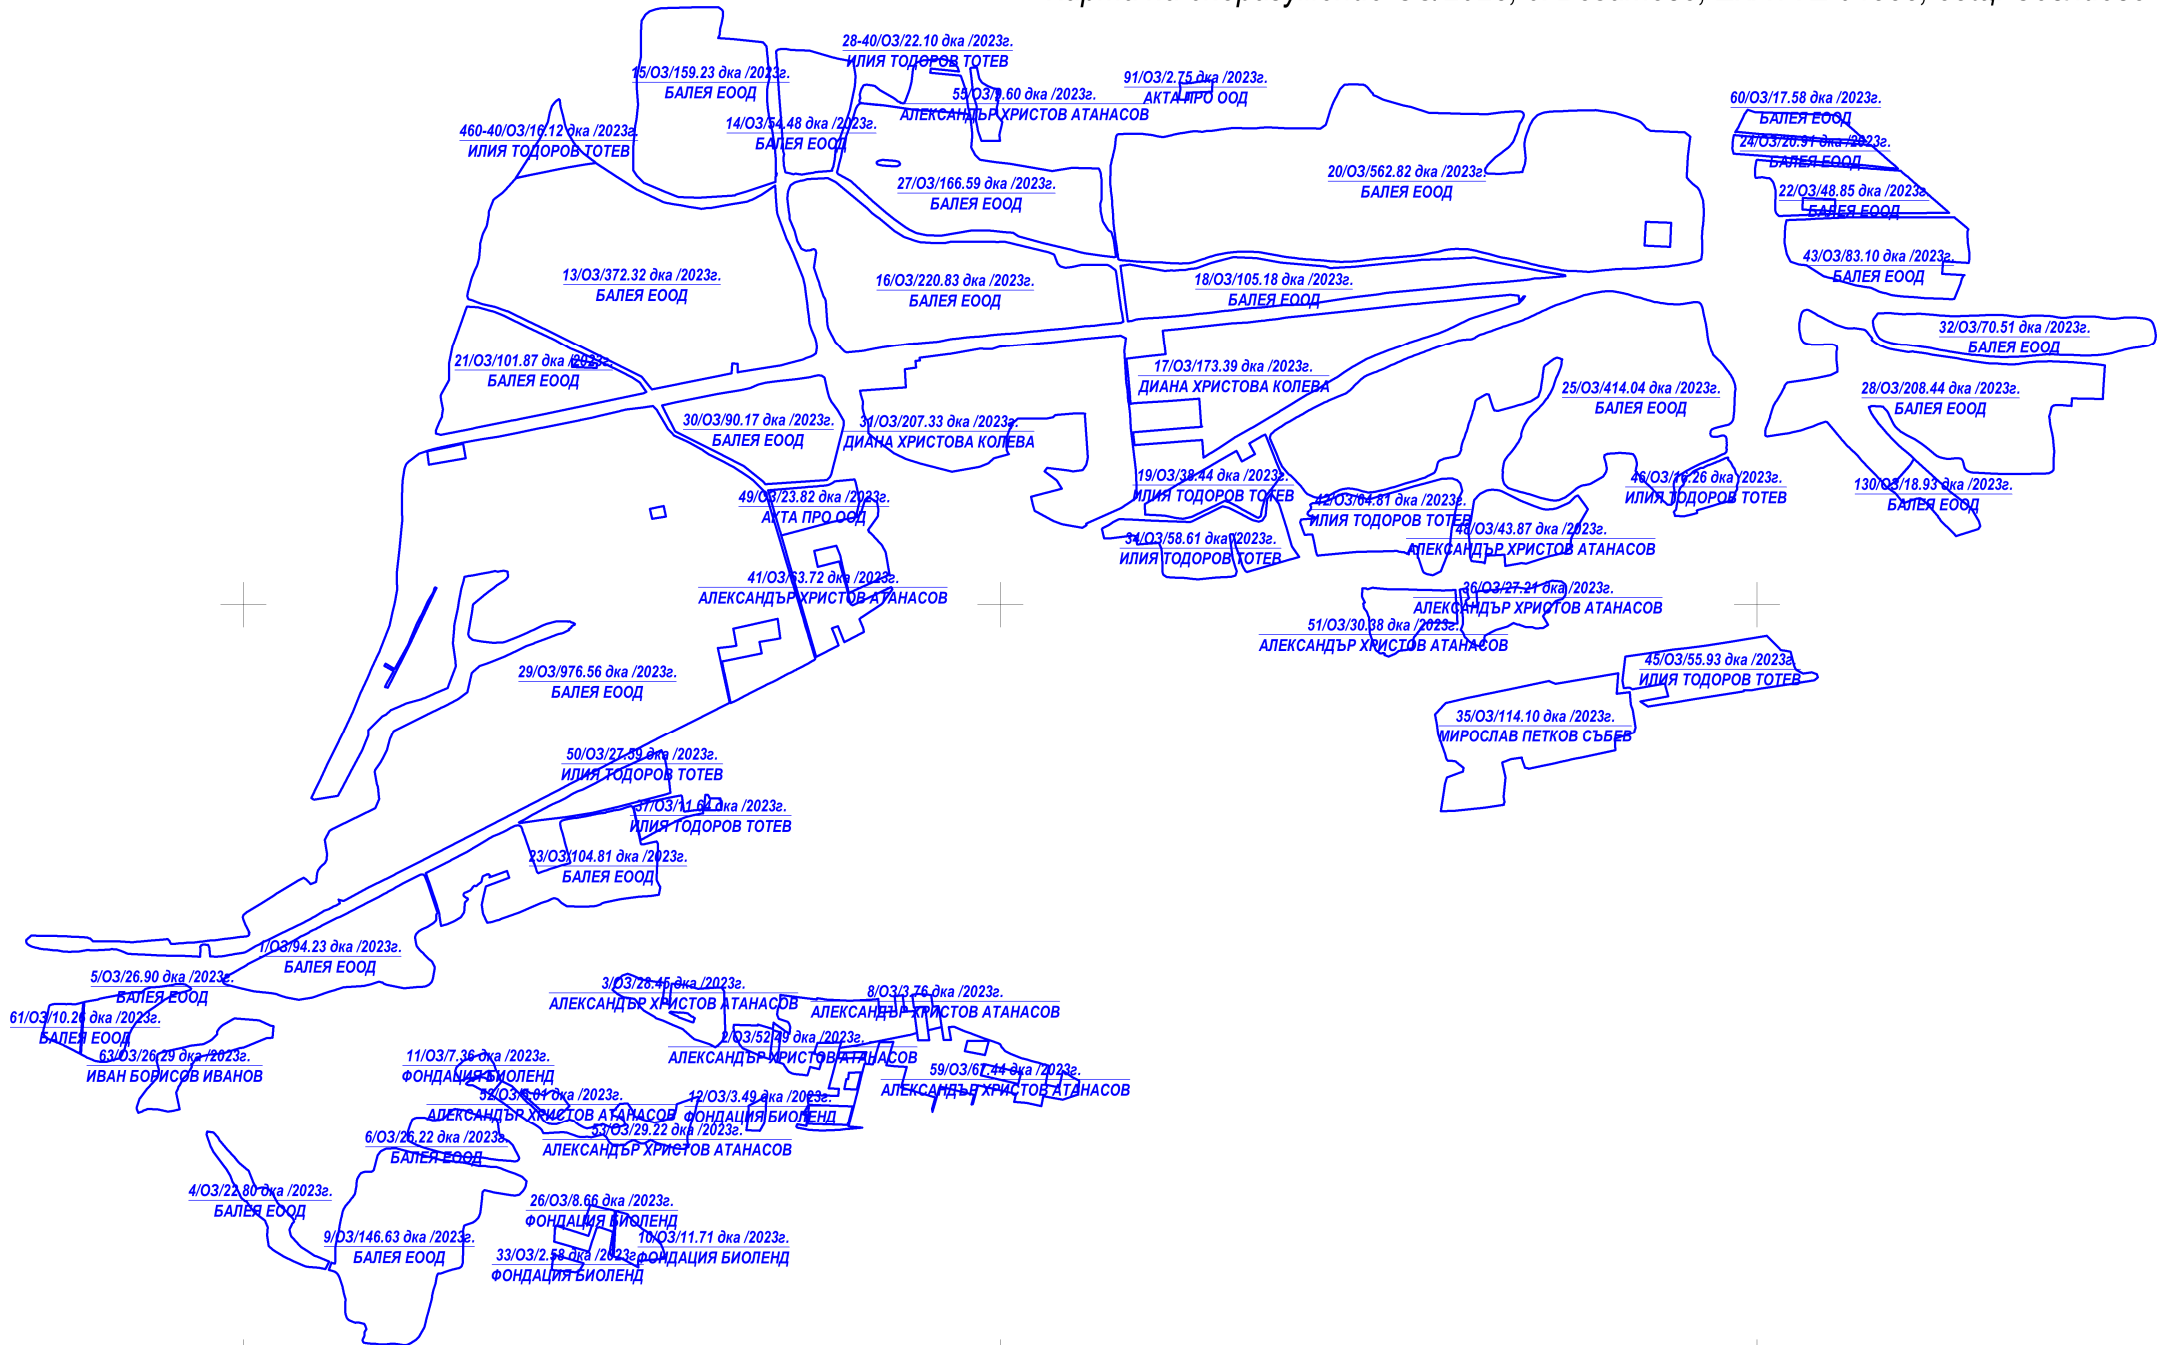 28-40/ОЗ/22.10 дка /2023г.
ИЛИЯ ТОДОРОВ ТОТЕВ
15/ОЗ/159.23 дка /2023г.
БАЛЕЯ ЕООД
91/ОЗ/2.75 дка /2023г.
АКТА ПРО ООД
55/ОЗ/9.60 дка /2023г.
АЛЕКСАНДЪР ХРИСТОВ АТАНАСОВ
60/ОЗ/17.58 дка /2023г.
БАЛЕЯ ЕООД
460-40/ОЗ/16.12 дка /2023г.
ИЛИЯ ТОДОРОВ ТОТЕВ
14/ОЗ/54.48 дка /2023г.
БАЛЕЯ ЕООД
24/ОЗ/20.91 дка /2023г.
БАЛЕЯ ЕООД
27/ОЗ/166.59 дка /2023г.
БАЛЕЯ ЕООД
20/ОЗ/562.82 дка /2023г.
БАЛЕЯ ЕООД
22/ОЗ/48.85 дка /2023г.
БАЛЕЯ ЕООД
43/ОЗ/83.10 дка /2023г.
БАЛЕЯ ЕООД
13/ОЗ/372.32 дка /2023г.
БАЛЕЯ ЕООД
16/ОЗ/220.83 дка /2023г.
БАЛЕЯ ЕООД
18/ОЗ/105.18 дка /2023г.
БАЛЕЯ ЕООД
32/ОЗ/70.51 дка /2023г.
БАЛЕЯ ЕООД
21/ОЗ/101.87 дка /2023г.
БАЛЕЯ ЕООД
17/ОЗ/173.39 дка /2023г.
ДИАНА ХРИСТОВА КОЛЕВА
25/ОЗ/414.04 дка /2023г.
БАЛЕЯ ЕООД
28/ОЗ/208.44 дка /2023г.
БАЛЕЯ ЕООД
30/ОЗ/90.17 дка /2023г.
БАЛЕЯ ЕООД
31/ОЗ/207.33 дка /2023г.
ДИАНА ХРИСТОВА КОЛЕВА
19/ОЗ/38.44 дка /2023г.
ИЛИЯ ТОДОРОВ ТОТЕВ
46/ОЗ/16.26 дка /2023г.
ИЛИЯ ТОДОРОВ ТОТЕВ
130/ОЗ/18.93 дка /2023г.
БАЛЕЯ ЕООД
49/ОЗ/23.82 дка /2023г.
АКТА ПРО ООД
42/ОЗ/64.81 дка /2023г.
ИЛИЯ ТОДОРОВ ТОТЕВ
48/ОЗ/43.87 дка /2023г.
АЛЕКСАНДЪР ХРИСТОВ АТАНАСОВ
34/ОЗ/58.61 дка /2023г.
ИЛИЯ ТОДОРОВ ТОТЕВ
41/ОЗ/63.72 дка /2023г.
АЛЕКСАНДЪР ХРИСТОВ АТАНАСОВ
36/ОЗ/27.21 дка /2023г.
АЛЕКСАНДЪР ХРИСТОВ АТАНАСОВ
51/ОЗ/30.38 дка /2023г.
АЛЕКСАНДЪР ХРИСТОВ АТАНАСОВ
45/ОЗ/55.93 дка /2023г.
ИЛИЯ ТОДОРОВ ТОТЕВ
29/ОЗ/976.56 дка /2023г.
БАЛЕЯ ЕООД
35/ОЗ/114.10 дка /2023г.
МИРОСЛАВ ПЕТКОВ СЪБЕВ
50/ОЗ/27.59 дка /2023г.
ИЛИЯ ТОДОРОВ ТОТЕВ
37/ОЗ/11.64 дка /2023г.
ИЛИЯ ТОДОРОВ ТОТЕВ
23/ОЗ/104.81 дка /2023г.
БАЛЕЯ ЕООД
1/ОЗ/94.23 дка /2023г.
БАЛЕЯ ЕООД
5/ОЗ/26.90 дка /2023г.
БАЛЕЯ ЕООД
3/ОЗ/28.45 дка /2023г.
АЛЕКСАНДЪР ХРИСТОВ АТАНАСОВ
8/ОЗ/3.76 дка /2023г.
АЛЕКСАНДЪР ХРИСТОВ АТАНАСОВ
61/ОЗ/10.26 дка /2023г.
БАЛЕЯ ЕООД
2/ОЗ/52.49 дка /2023г.
АЛЕКСАНДЪР ХРИСТОВ АТАНАСОВ
63/ОЗ/26.29 дка /2023г.
ИВАН БОРИСОВ ИВАНОВ
11/ОЗ/7.36 дка /2023г.
ФОНДАЦИЯ БИОЛЕНД
59/ОЗ/67.44 дка /2023г.
АЛЕКСАНДЪР ХРИСТОВ АТАНАСОВ
дка /2023г.
АЛЕКСАНДЪР ХРИСТОВ АТАНАСОВ
12/ОЗ/3.49 дка /2023г.
ФОНДАЦИЯ БИОЛЕНД
53/ОЗ/29.22 дка /2023г.
АЛЕКСАНДЪР ХРИСТОВ АТАНАСОВ
6/ОЗ/26.22 дка /2023г.
БАЛЕЯ ЕООД
4/ОЗ/22.80 дка /2023г.
БАЛЕЯ ЕООД
26/ОЗ/8.66 дка /2023г.
ФОНДАЦИЯ БИОЛЕНД
9/ОЗ/146.63 дка /2023г.
БАЛЕЯ ЕООД
10/ОЗ/11.71 дка /2023г.
ФОНДАЦИЯ БИОЛЕНД
33/ОЗ/2.58 дка /2023г.
ФОНДАЦИЯ БИОЛЕНД